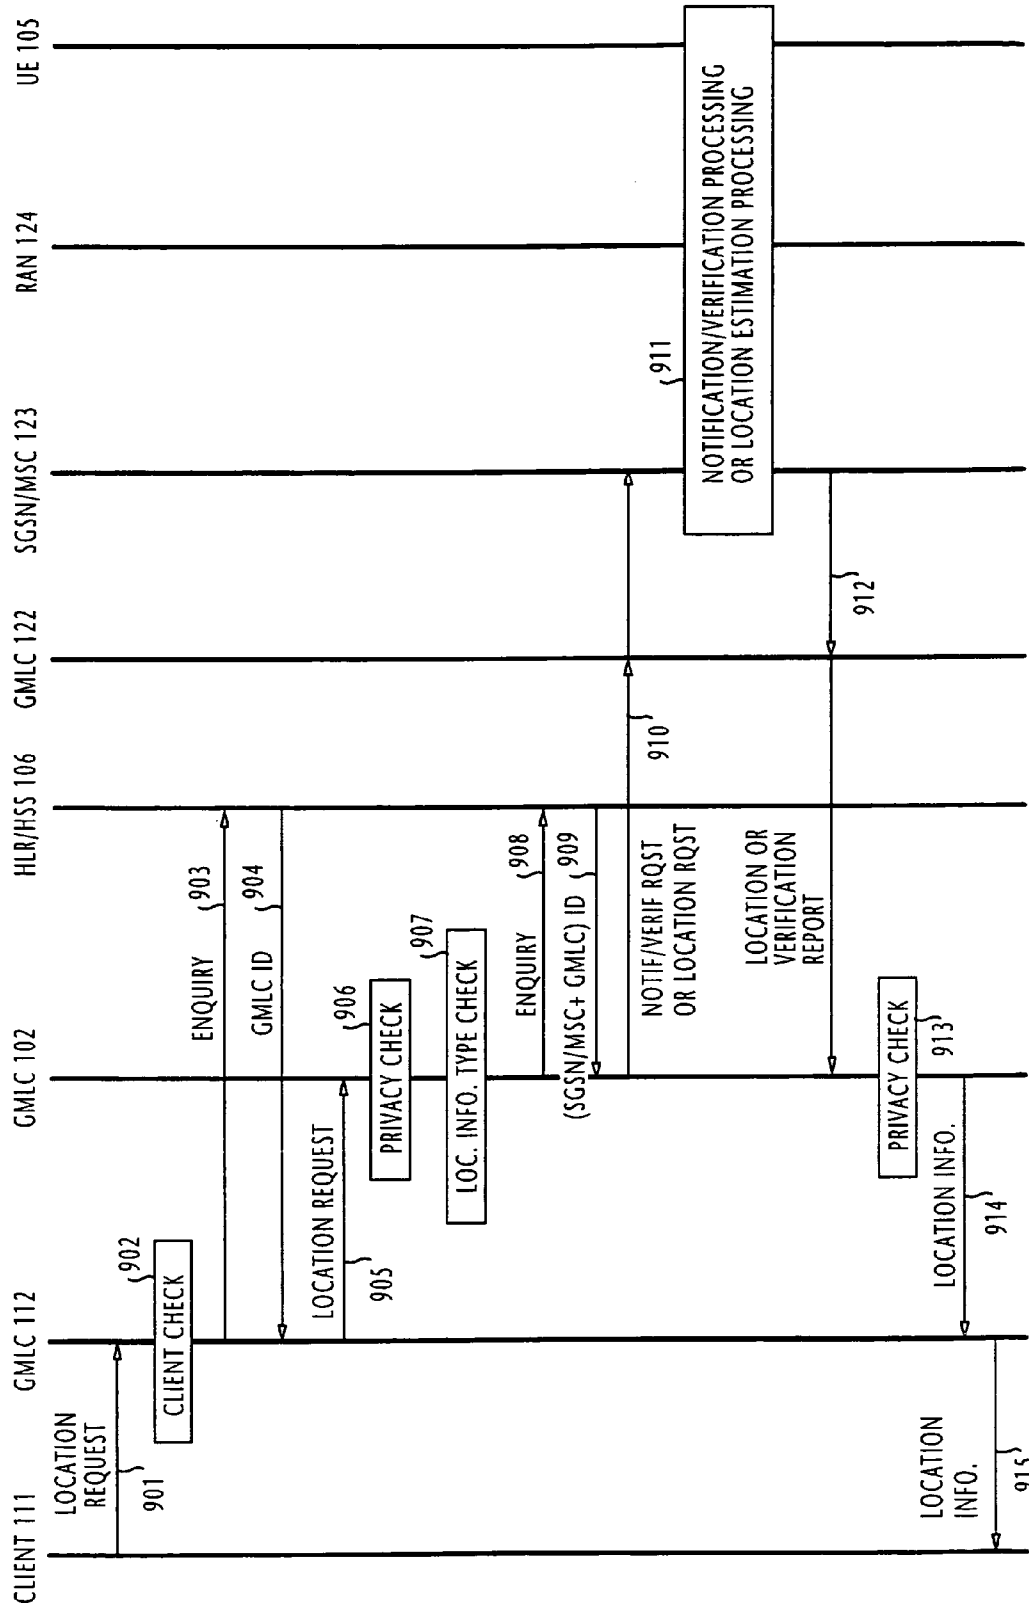 CLIENT 111
GMLC 112
GMLC 102
HLR/HSS 106
GMLC 122
SGSN/MSC 123
RAN 124
UE 105
LOCATION
REQUEST
901
CLIENT CHECK
902
ENQUIRY
903
GMLC ID
904
LOCATION REQUEST
905
PRIVACY CHECK
906
LOC. INFO. TYPE CHECK
907
ENQUIRY
908
(SGSN/MSC+ GMLC) ID
909
NOTIF/VERIF RQST
OR LOCATION RQST
910
NOTIFICATION/VERIFICATION PROCESSING
OR LOCATION ESTIMATION PROCESSING
911
LOCATION OR
VERIFICATION
REPORT
912
PRIVACY CHECK
913
LOCATION INFO.
914
LOCATION
INFO.
915